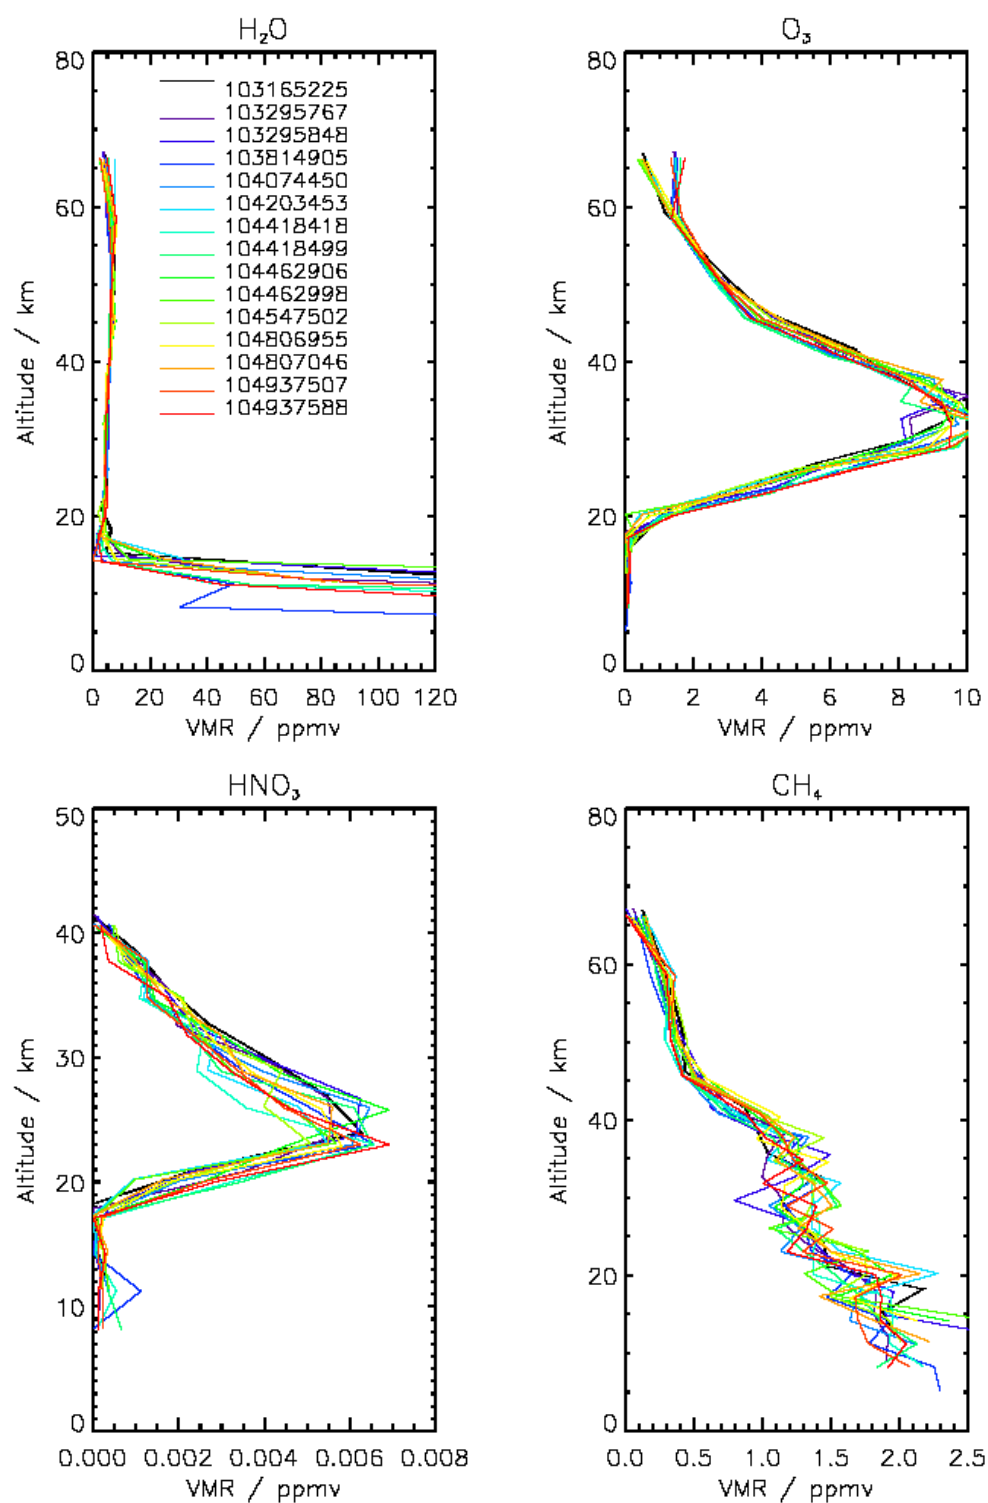 H₂O
80
60
40
20
0
Altitude / km
103165225
103295767
103295848
103814905
104074450
104203453
104418418
104418499
104462906
104462998
104547502
104806955
104807046
104937507
104937588
0 20 40 60 80 100 120
VMR / ppmv
O₃
80
60
40
20
0
Altitude / km
0 2 4 6 8 10
VMR / ppmv
HNO₃
50
40
30
20
10
0
Altitude / km
0.000 0.002 0.004 0.006 0.008
VMR / ppmv
CH₄
80
60
40
20
0
Altitude / km
0.0 0.5 1.0 1.5 2.0 2.5
VMR / ppmv